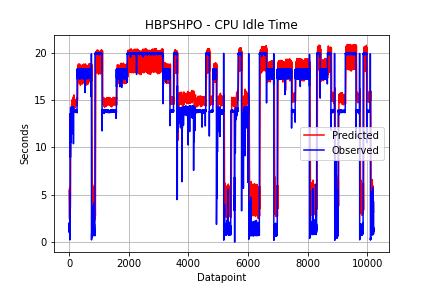 HBPSHPO - CPU Idle Time
20
15
10
5
0
Seconds
Predicted
Observed
0 2000 4000 6000 8000 10000
Datapoint